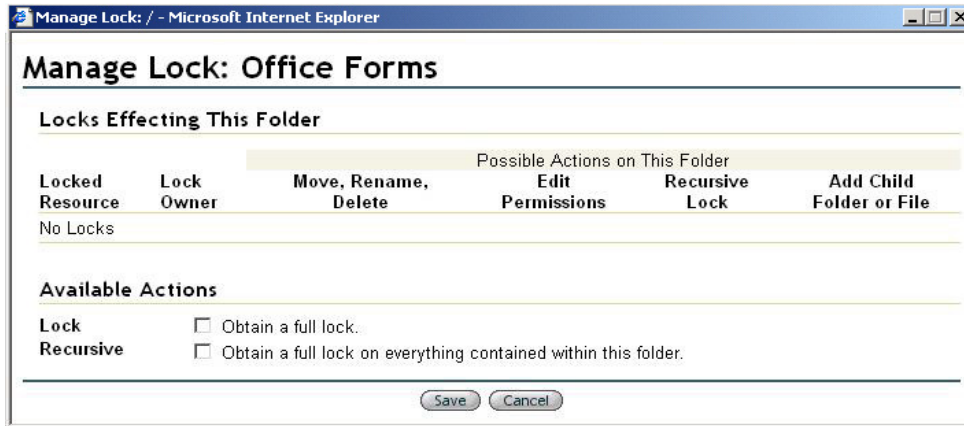 Manage Lock: / - Microsoft Internet Explorer
Manage Lock: Office Forms
Locks Effecting This Folder
Possible Actions on This Folder
Locked Lock Move, Rename, Edit Recursive Add Child
Resource Owner Delete Permissions Lock Folder or File
No Locks
Available Actions
Lock Obtain a full lock.
Recursive Obtain a full lock on everything contained within this folder.
Save Cancel